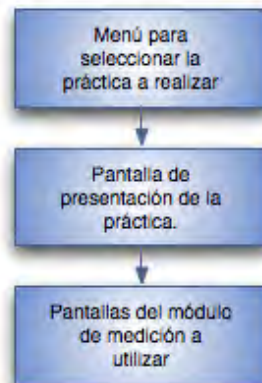 Menú para
seleccionar la
práctica a realizar
Pantalla de
presentación de la
práctica.
Pantallas del módulo
de medición a
utilizar